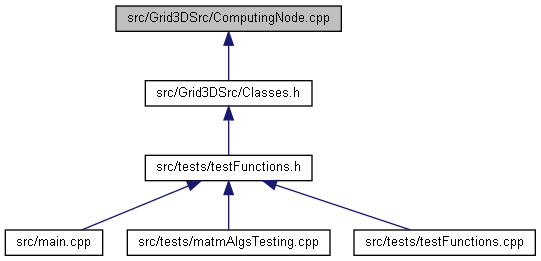 src/Grid3DSrc/ComputingNode.cpp
src/Grid3DSrc/Classes.h
src/tests/testFunctions.h
src/main.cpp
src/tests/matmAlgsTesting.cpp
src/tests/testFunctions.cpp